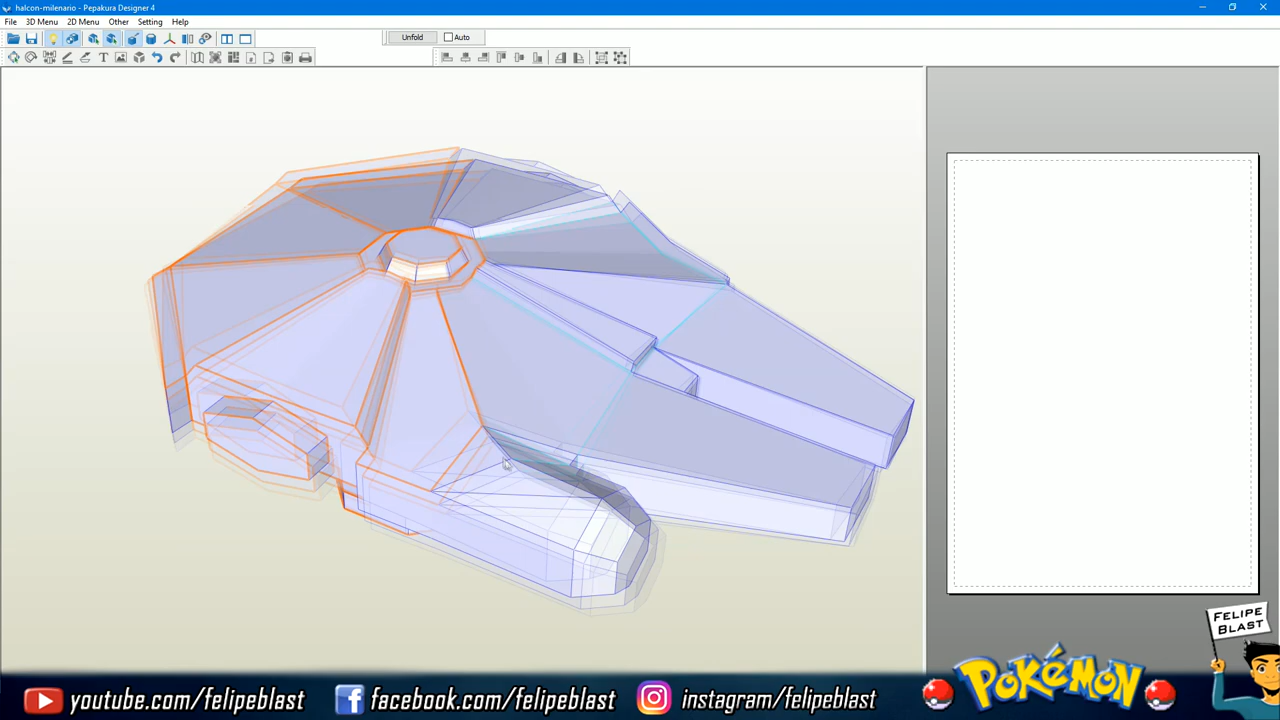 halcon-milenario - Pepakura Designer 4
File 3D Menu 2D Menu Other Setting Help
Unfold Auto
FELIPE
BLAST
youtube.com/felipeblast facebook.com/felipeblast instagram/felipeblast POKéMON